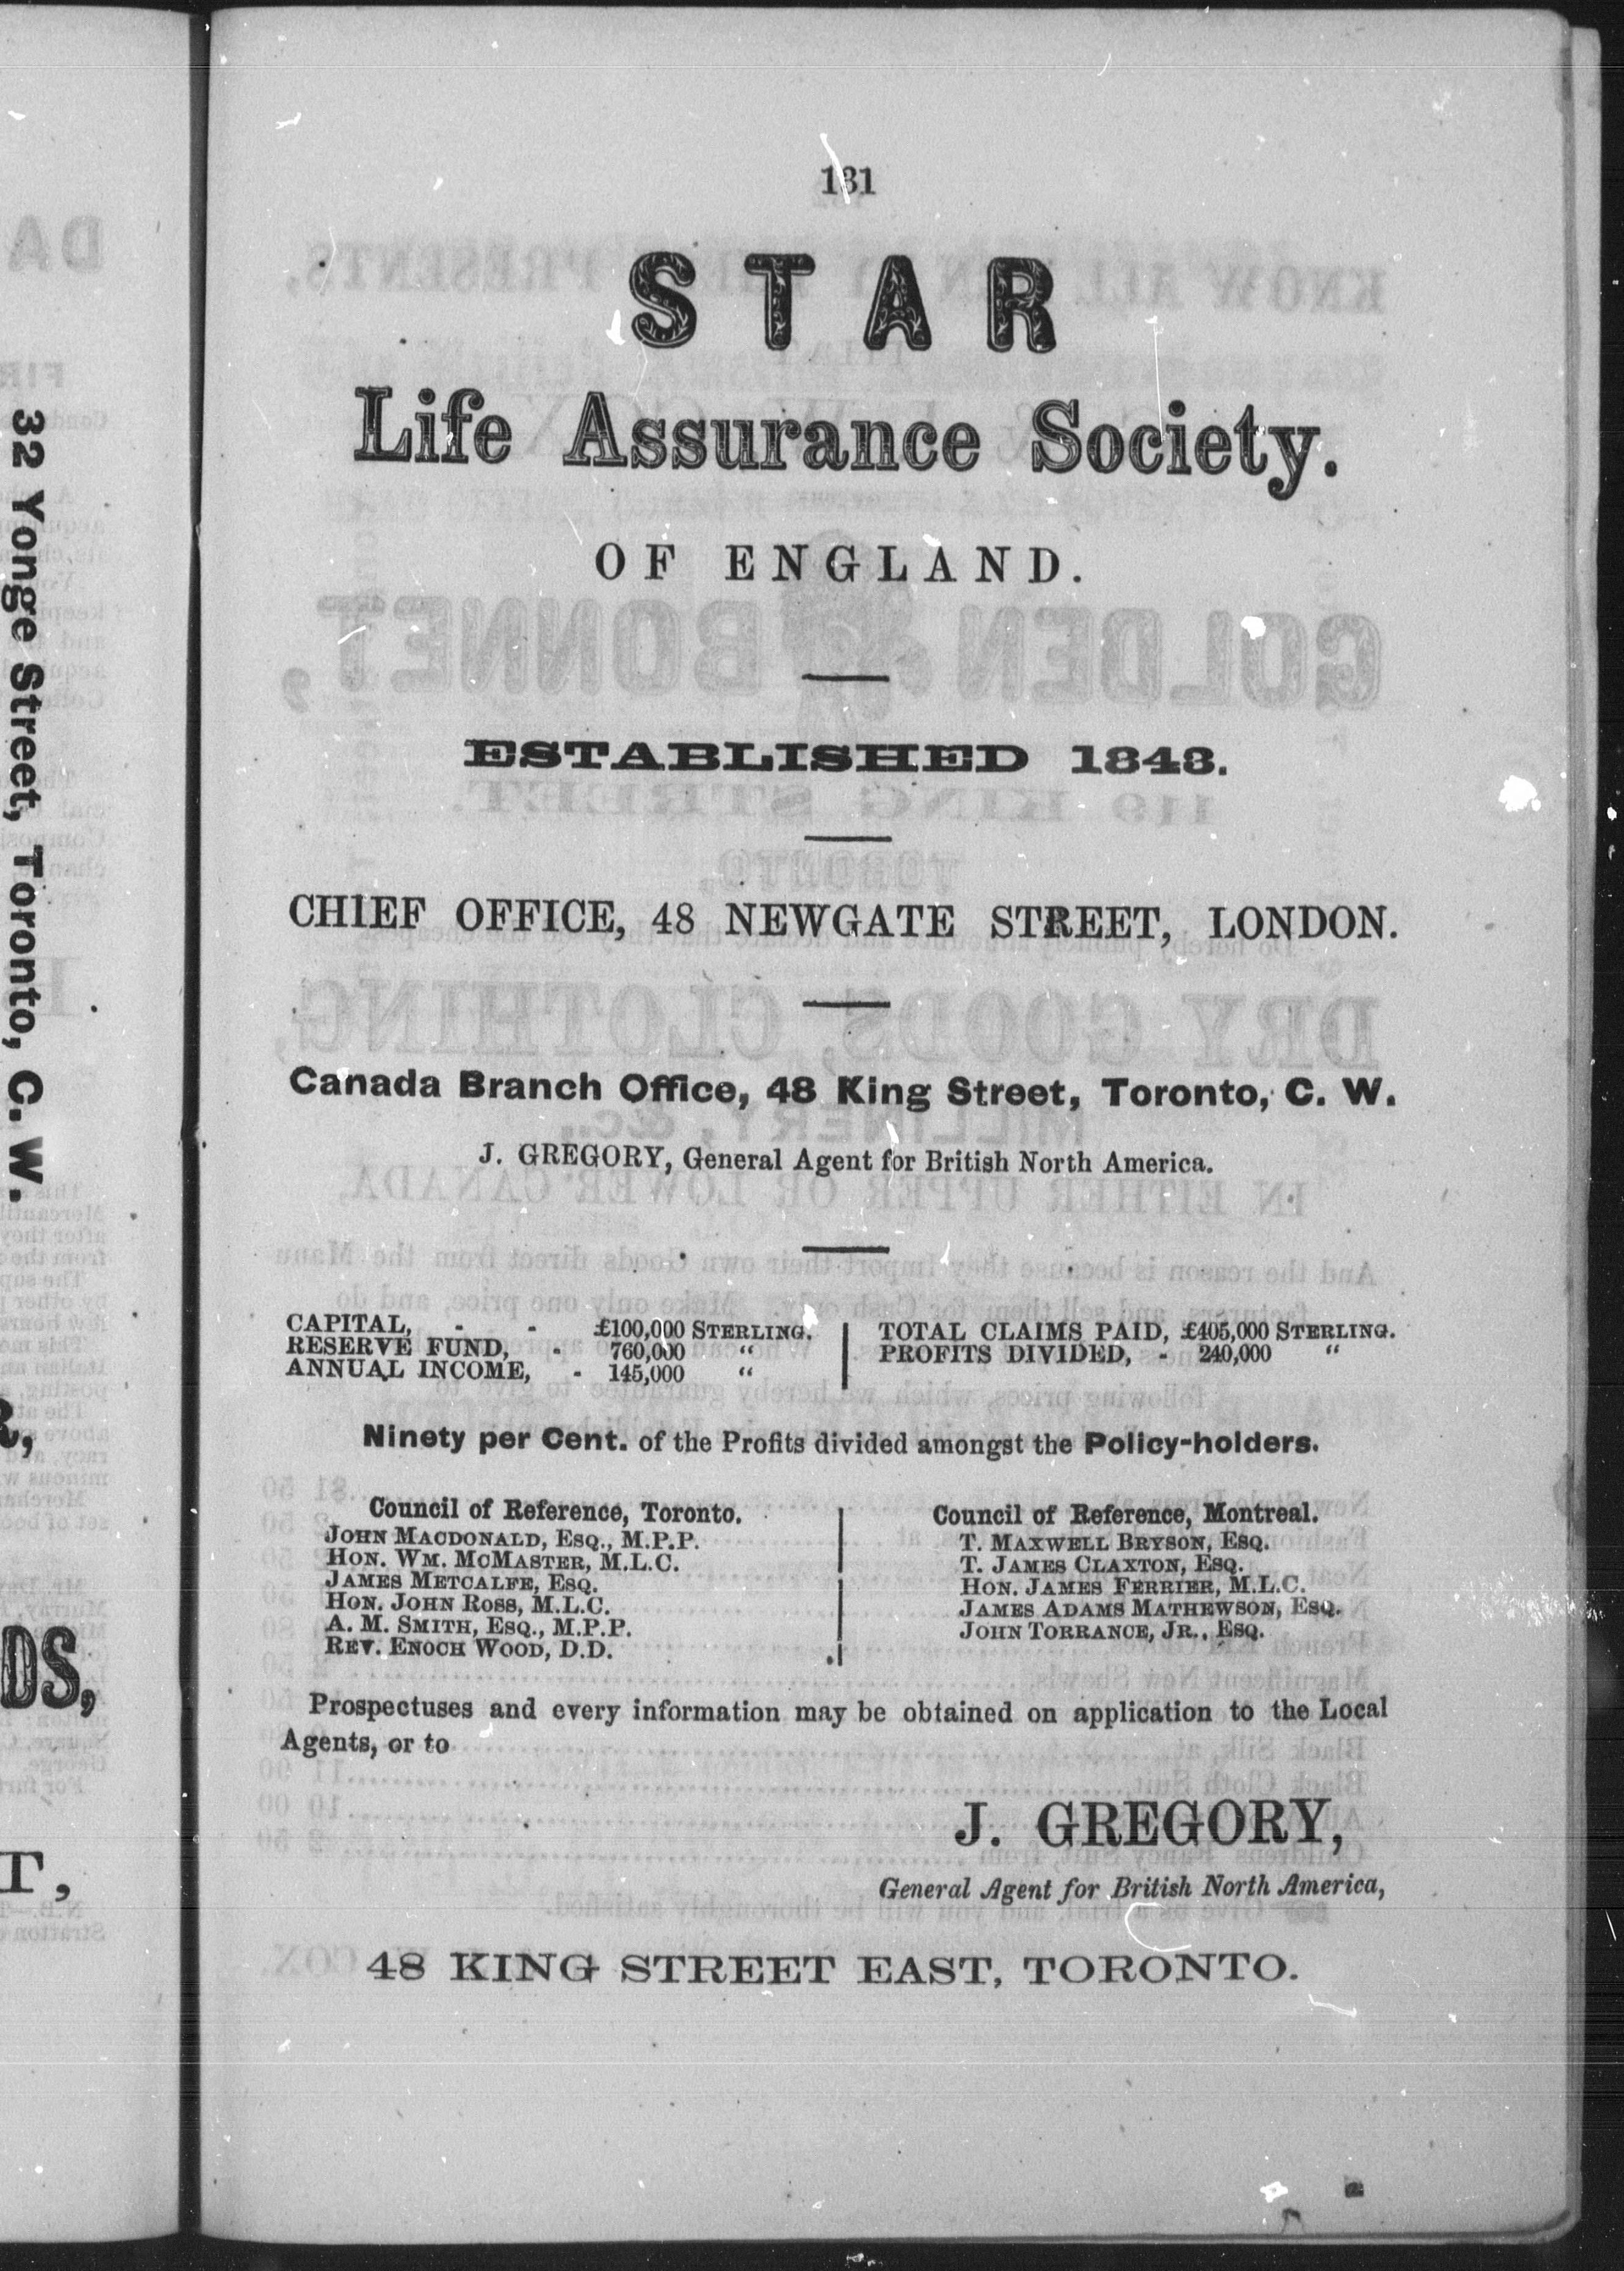 131
STAR
Life Assurance Society.
OF ENGLAND.
ESTABLISHED 1843.
CHIEF OFFICE, 48 NEWGATE STREET, LONDON.
Canada Branch Office, 48 King Street, Toronto, C. W.
J. GREGORY, General Agent for British North America.
CAPITAL, - - £100,000 STERLING.
RESERVE FUND, - 760,000 “
ANNUAL INCOME, - 145,000 “
TOTAL CLAIMS PAID, £405,000 STERLING.
PROFITS DIVIDED, - 240,000 “
Ninety per Cent. of the Profits divided amongst the Policy-holders.
Council of Reference, Toronto.
JOHN MACDONALD, ESQ., M.P.P.
HON. WM. MCMASTER, M.L.C.
JAMES METCALFE, ESQ.
HON. JOHN ROSS, M.L.C.
A. M. SMITH, ESQ., M.P.P.
REV. ENOCH WOOD, D.D.
Council of Reference, Montreal.
T. MAXWELL BRYSON, ESQ.
T. JAMES CLAXTON, ESQ.
HON. JAMES FERRIER, M.L.C.
JAMES ADAMS MATHEWSON, ESQ.
JOHN TORRANCE, JR., ESQ.
Prospectuses and every information may be obtained on application to the Local
Agents, or to
J. GREGORY,
General Agent for British North America,
48 KING STREET EAST, TORONTO.
32 Yonge Street, Toronto, C. W.
R,
DS,
T,